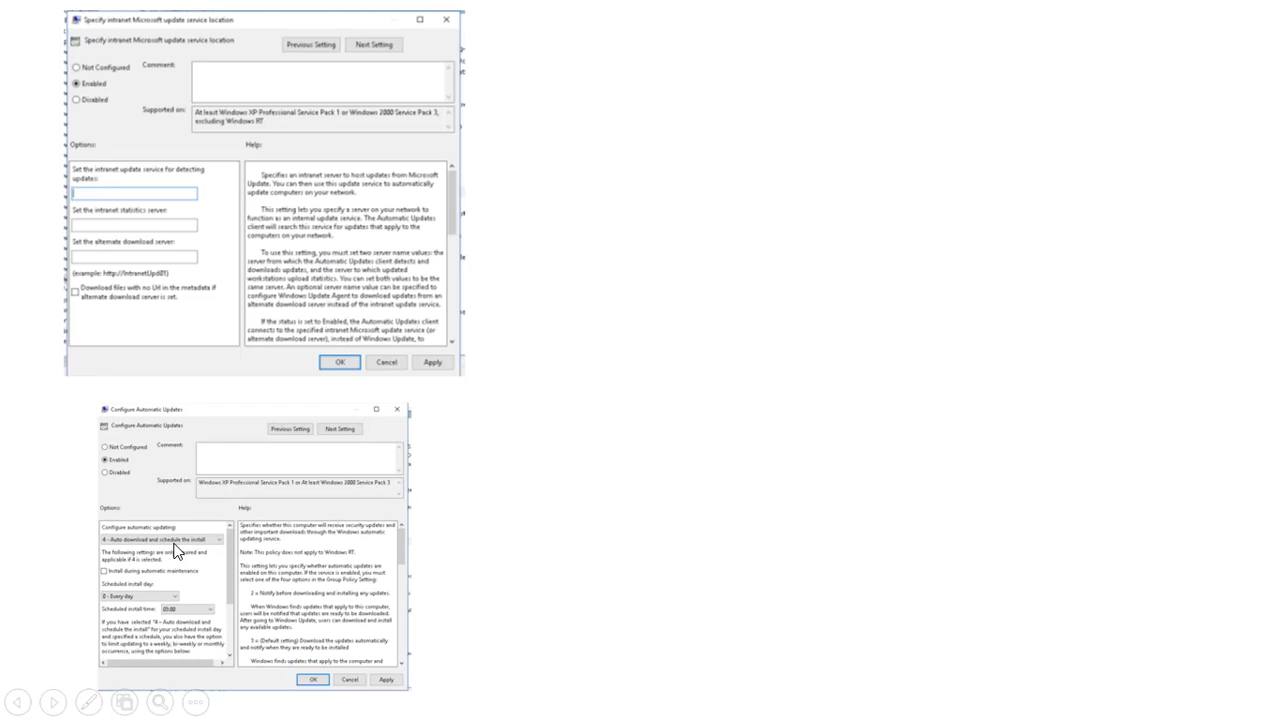 Specify intranet Microsoft update service location
Specify intranet Microsoft update service location
Previous Setting
Next Setting
Not Configured
Comment:
Enabled
Disabled
Supported on:
At least Windows XP Professional Service Pack 1 or Windows 2000 Service Pack 3,
excluding Windows RT
Options:
Help:
Set the intranet update service for detecting
updates:
Set the intranet statistics server:
Set the alternate download server:
(example: http://IntranetUpd01)
Download files with no Url in the metadata if
alternate download server is set.
Specifies an intranet server to host updates from Microsoft
Update. You can then use this update service to automatically
update computers on your network.
This setting lets you specify a server on your network to
function as an internal update service. The Automatic Updates
client will search this service for updates that apply to the
computers on your network.
To use this setting, you must set two server name values: the
server from which the Automatic Updates client detects and
downloads updates, and the server to which updated
workstations upload statistics. You can set both values to be the
same server. An optional server name value can be specified to
configure Windows Update Agent to download updates from an
alternate download server instead of the intranet update service.
If the status is set to Enabled, the Automatic Updates client
connects to the specified intranet Microsoft update service (or
alternate download server), instead of Windows Update, to
OK
Cancel
Apply
Configure Automatic Updates
Configure Automatic Updates
Previous Setting
Next Setting
Not Configured
Comment:
Enabled
Disabled
Supported on:
Windows XP Professional Service Pack 1 or At least Windows 2000 Service Pack 3
Options:
Help:
Configure automatic updating:
4 - Auto download and schedule the install
The following settings are only required and
applicable if 4 is selected.
Install during automatic maintenance
Scheduled install day:
0 - Every day
Scheduled install time:
03:00
If you have selected "4 – Auto download and
schedule the install" for your scheduled install day
and specified a schedule, you also have the option
to limit updating to a weekly, bi-weekly or monthly
occurrence, using the options below:
Specifies whether this computer will receive security updates and
other important downloads through the Windows automatic
updating service.
Note: This policy does not apply to Windows RT.
This setting lets you specify whether automatic updates are
enabled on this computer. If the service is enabled, you must
select one of the four options in the Group Policy Setting:
2 = Notify before downloading and installing any updates.
When Windows finds updates that apply to this computer,
users will be notified that updates are ready to be downloaded.
After going to Windows Update, users can download and install
any available updates.
3 = (Default setting) Download the updates automatically
and notify when they are ready to be installed
Windows finds updates that apply to the computer and
OK
Cancel
Apply